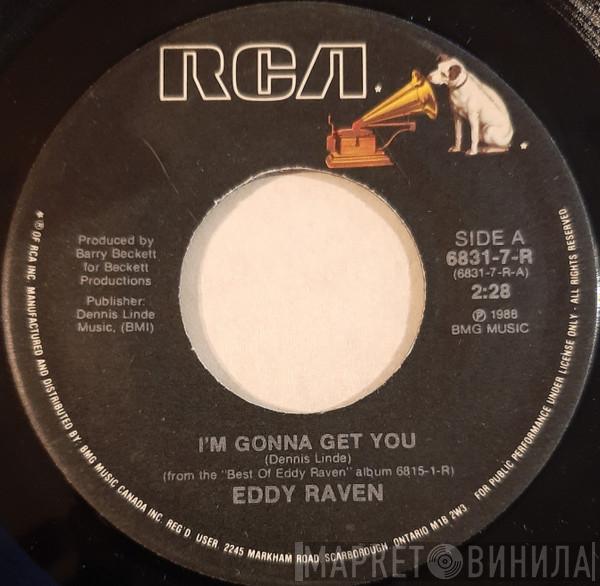 RCA
Produced by
Barry Beckett
for Beckett
Productions
Publisher:
Dennis Linde
Music, (BMI)
SIDE A
6831-7-R
(6831-7-R-A)
2:28
℗ 1988
BMG MUSIC
I'M GONNA GET YOU
(Dennis Linde)
(from the "Best Of Eddy Raven" album 6815-1-R)
EDDY RAVEN
* ® OF RCA INC. MANUFACTURED AND DISTRIBUTED BY: BMG MUSIC CANADA INC. REG'D USER 2245 MARKHAM ROAD SCARBOROUGH, ONTARIO M1B 2W3 FOR PUBLIC PERFORMANCE UNDER LICENSE ONLY - ALL RIGHTS RESERVED.
МАРКЕТ ВИНИЛА